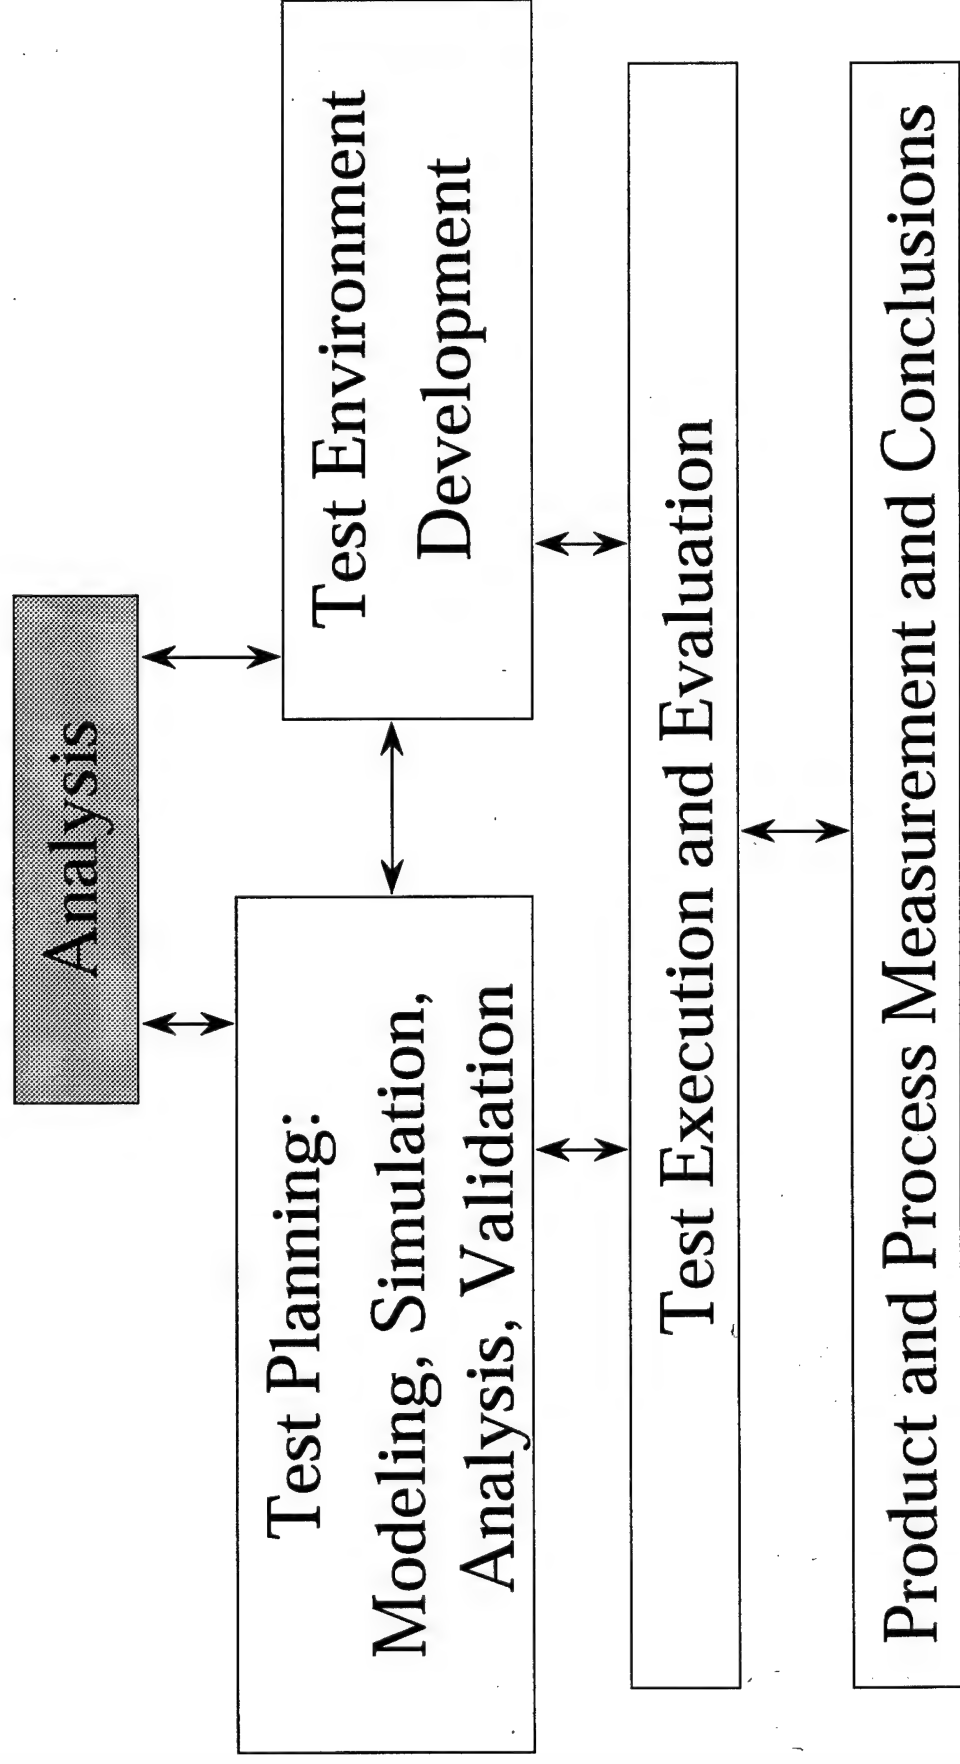 Analysis
Test Planning:
Modeling, Simulation,
Analysis, Validation
Test Environment
Development
Test Execution and Evaluation
Product and Process Measurement and Conclusions